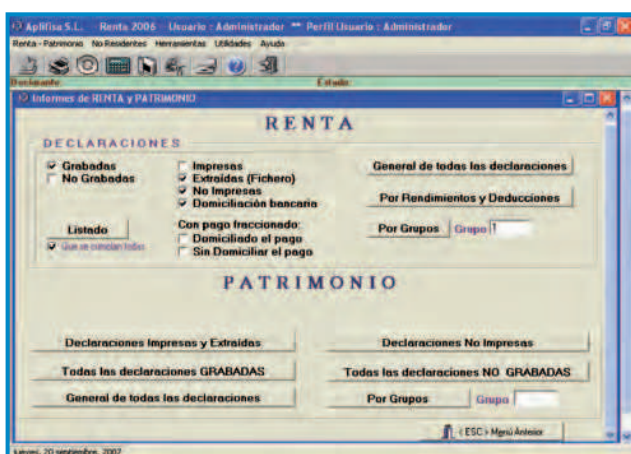 Aplifisa S.L. Renta 2006 Usuario : Administrador ** Perfil Usuario : Administrador
Renta - Patrimonio No Residentes Herramientas Utilidades Ayuda
Declarante Estado:
Informes de RENTA y PATRIMONIO
RENTA
DECLARACIONES
Grabadas
No Grabadas
Impresas
Extraídas (Fichero)
No Impresas
Domiciliación bancaria
Con pago fraccionado:
Domiciliado el pago
Sin Domiciliar el pago
Listado
Que se cumplan todas
General de todas las declaraciones
Por Rendimientos y Deducciones
Por Grupos Grupo 1
PATRIMONIO
Declaraciones Impresas y Extraídas
Declaraciones No Impresas
Todas las declaraciones GRABADAS
Todas las declaraciones NO GRABADAS
General de todas las declaraciones
Por Grupos Grupo
< ESC > Menú Anterior
jueves, 20 septiembre, 2007